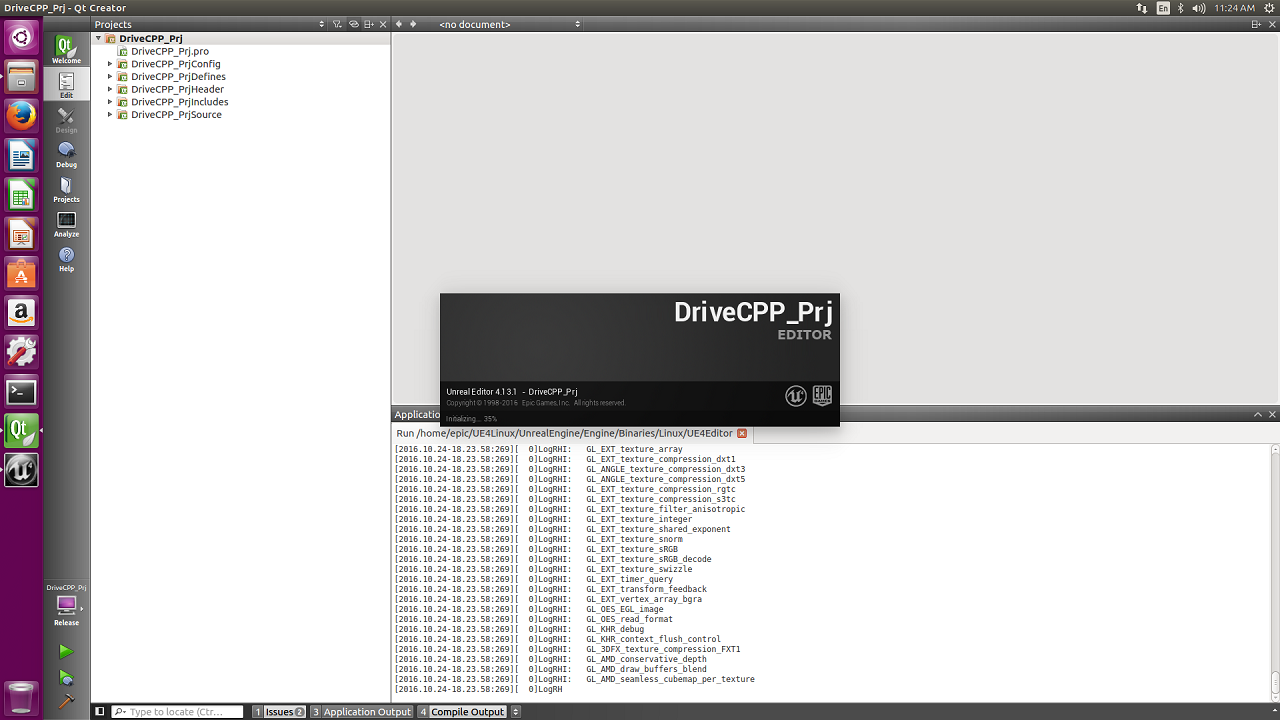 DriveCPP_Prj - Qt Creator
En
11:24 AM
Projects
<no document>
Qt
Welcome
Edit
Design
Debug
Projects
Analyze
Help
DriveCPP_Prj
DriveCPP_Prj.pro
DriveCPP_PrjConfig
DriveCPP_PrjDefines
DriveCPP_PrjHeader
DriveCPP_PrjIncludes
DriveCPP_PrjSource
DriveCPP_Prj
EDITOR
Unreal Editor 4.13.1 - DriveCPP_Prj
Copyright © 1998-2016 Epic Games, Inc. All rights reserved.
Initializing... 35%
EPIC
GAMES
Application
Run /home/epic/UE4Linux/UnrealEngine/Engine/Binaries/Linux/UE4Editor
[2016.10.24-18.23.58:269][ 0]LogRHI: GL_EXT_texture_array
[2016.10.24-18.23.58:269][ 0]LogRHI: GL_EXT_texture_compression_dxt1
[2016.10.24-18.23.58:269][ 0]LogRHI: GL_ANGLE_texture_compression_dxt3
[2016.10.24-18.23.58:269][ 0]LogRHI: GL_ANGLE_texture_compression_dxt5
[2016.10.24-18.23.58:269][ 0]LogRHI: GL_EXT_texture_compression_rgtc
[2016.10.24-18.23.58:269][ 0]LogRHI: GL_EXT_texture_compression_s3tc
[2016.10.24-18.23.58:269][ 0]LogRHI: GL_EXT_texture_filter_anisotropic
[2016.10.24-18.23.58:269][ 0]LogRHI: GL_EXT_texture_integer
[2016.10.24-18.23.58:269][ 0]LogRHI: GL_EXT_texture_shared_exponent
[2016.10.24-18.23.58:269][ 0]LogRHI: GL_EXT_texture_snorm
[2016.10.24-18.23.58:269][ 0]LogRHI: GL_EXT_texture_sRGB
[2016.10.24-18.23.58:269][ 0]LogRHI: GL_EXT_texture_sRGB_decode
[2016.10.24-18.23.58:269][ 0]LogRHI: GL_EXT_texture_swizzle
[2016.10.24-18.23.58:269][ 0]LogRHI: GL_EXT_timer_query
[2016.10.24-18.23.58:269][ 0]LogRHI: GL_EXT_transform_feedback
[2016.10.24-18.23.58:269][ 0]LogRHI: GL_EXT_vertex_array_bgra
[2016.10.24-18.23.58:269][ 0]LogRHI: GL_OES_EGL_image
[2016.10.24-18.23.58:269][ 0]LogRHI: GL_OES_read_format
[2016.10.24-18.23.58:269][ 0]LogRHI: GL_KHR_debug
[2016.10.24-18.23.58:269][ 0]LogRHI: GL_KHR_context_flush_control
[2016.10.24-18.23.58:269][ 0]LogRHI: GL_3DFX_texture_compression_FXT1
[2016.10.24-18.23.58:269][ 0]LogRHI: GL_AMD_conservative_depth
[2016.10.24-18.23.58:269][ 0]LogRHI: GL_AMD_draw_buffers_blend
[2016.10.24-18.23.58:269][ 0]LogRHI: GL_AMD_seamless_cubemap_per_texture
[2016.10.24-18.23.58:269][ 0]LogRH
DriveCPP_Prj
Release
Type to locate (Ctr...
1 Issues 2
3 Application Output
4 Compile Output